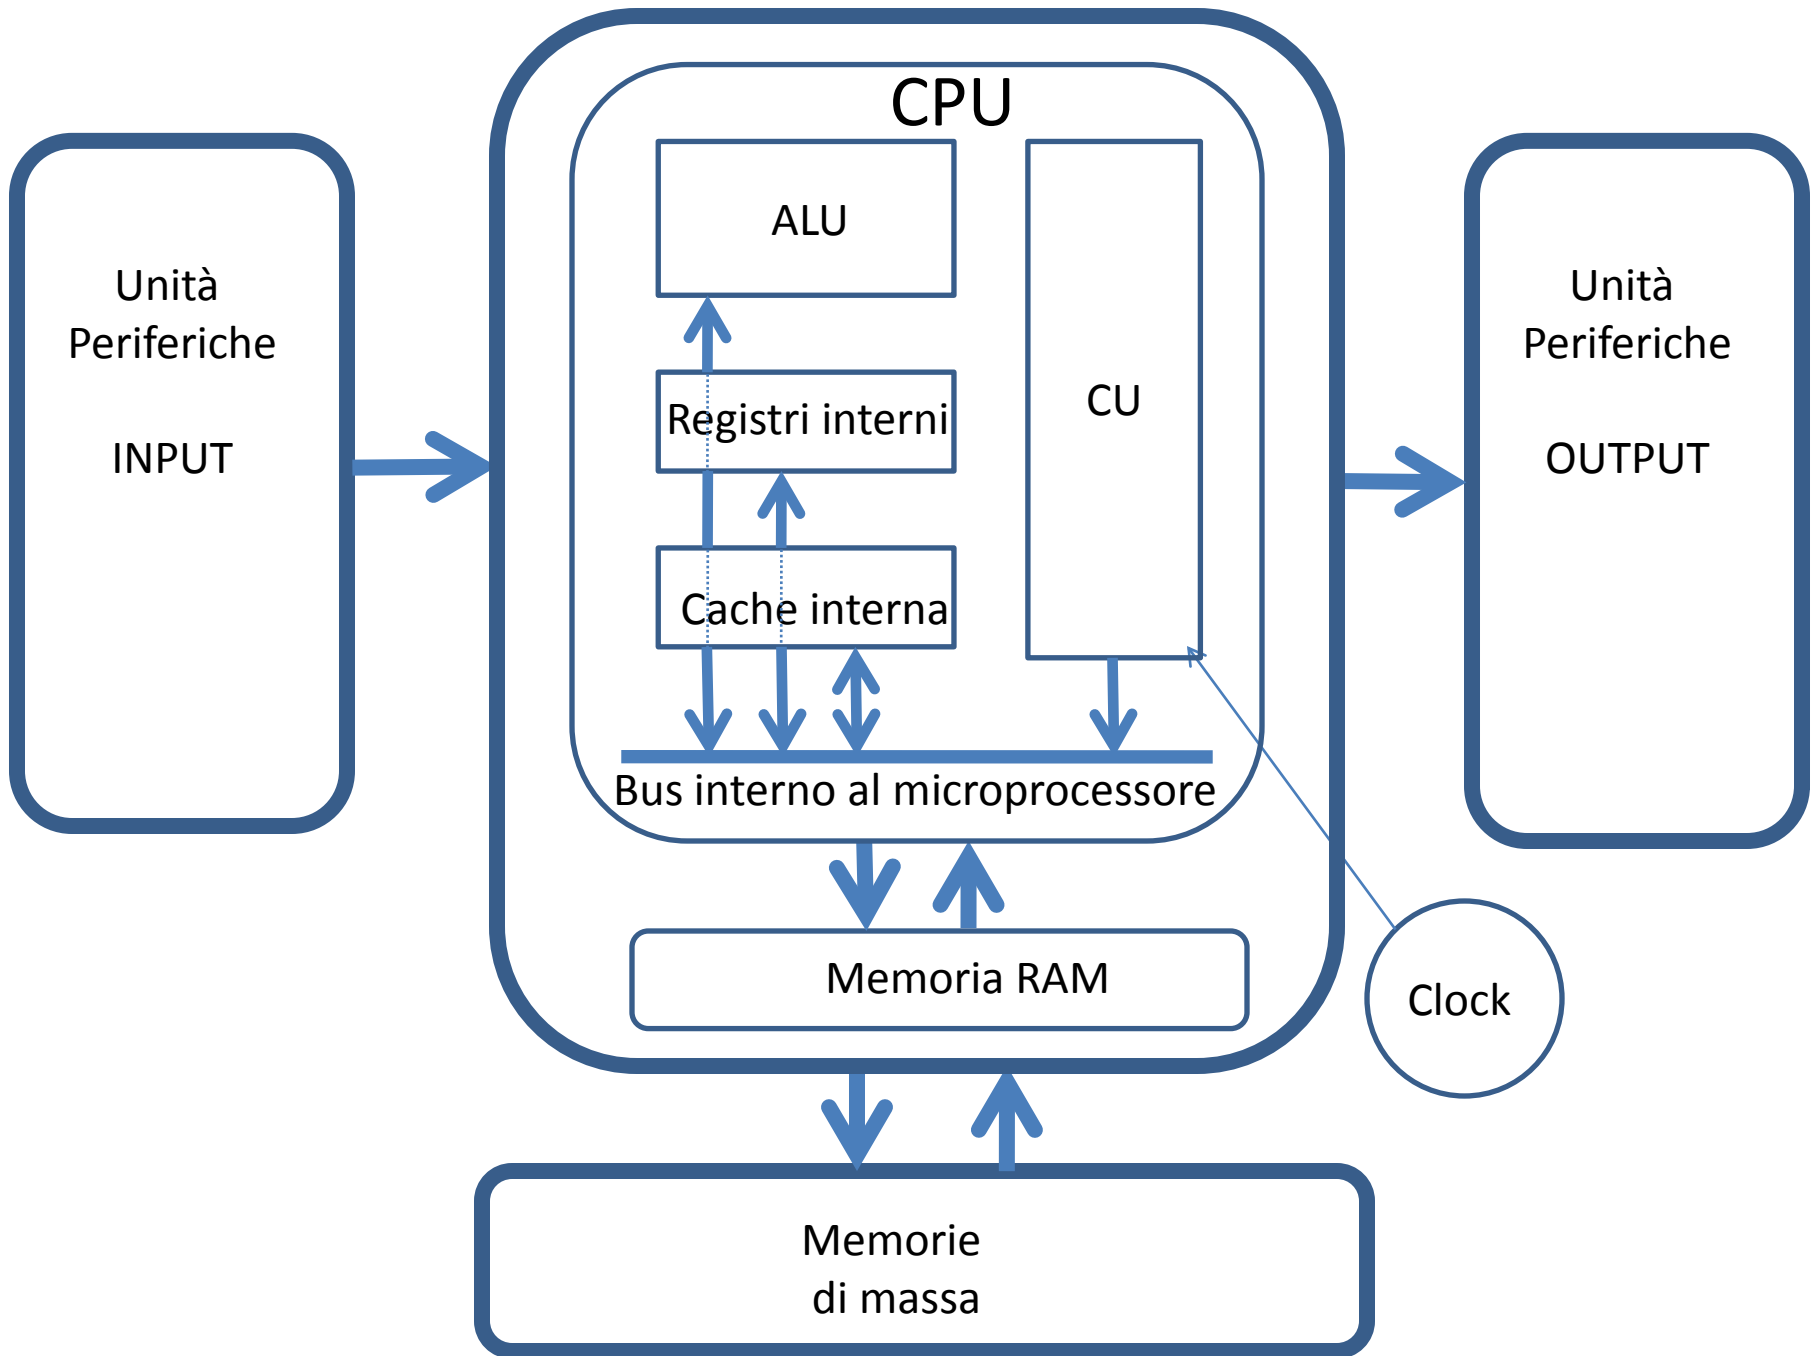 CPU
ALU
Unità
Periferiche
INPUT
Registri interni
CU
Cache interna
Bus interno al microprocessore
Unità
Periferiche
OUTPUT
Memoria RAM
Clock
Memorie
di massa